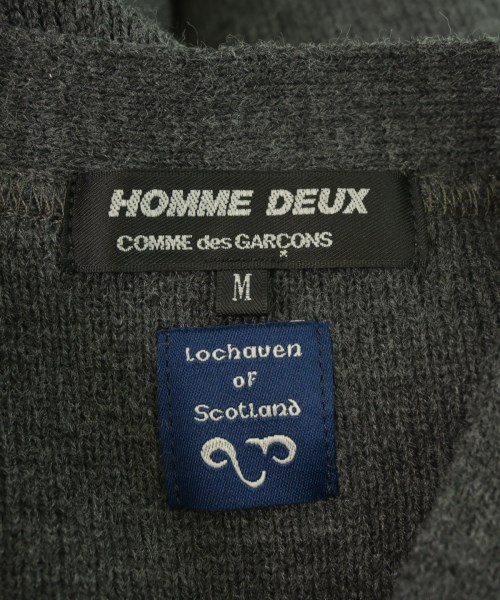 HOMME DEUX
COMME des GARÇONS
M
Lochaven
of
Scotland